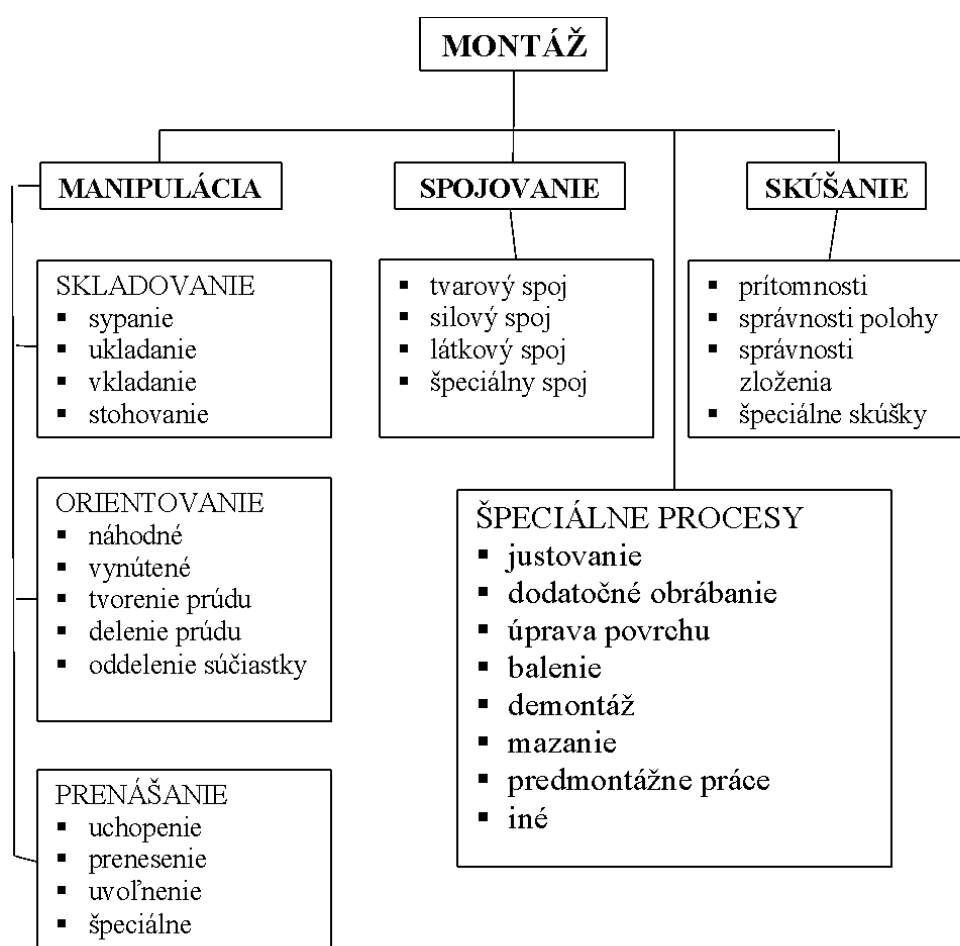 MONTÁŽ
MANIPULÁCIA
SPOJOVANIE
SKÚŠANIE
SKLADOVANIE
▪ sypanie
▪ ukladanie
▪ vkladanie
▪ stohovanie
▪ tvarový spoj
▪ silový spoj
▪ látkový spoj
▪ špeciálny spoj
▪ prítomnosti
▪ správnosti polohy
▪ správnosti
zloženia
▪ špeciálne skúšky
ORIENTOVANIE
▪ náhodné
▪ vynútené
▪ tvorenie prúdu
▪ delenie prúdu
▪ oddelenie súčiastky
ŠPECIÁLNE PROCESY
▪ justovanie
▪ dodatočné obrábanie
▪ úprava povrchu
▪ balenie
▪ demontáž
▪ mazanie
▪ predmontážne práce
▪ iné
PRENÁŠANIE
▪ uchopenie
▪ prenesenie
▪ uvoľnenie
▪ špeciálne